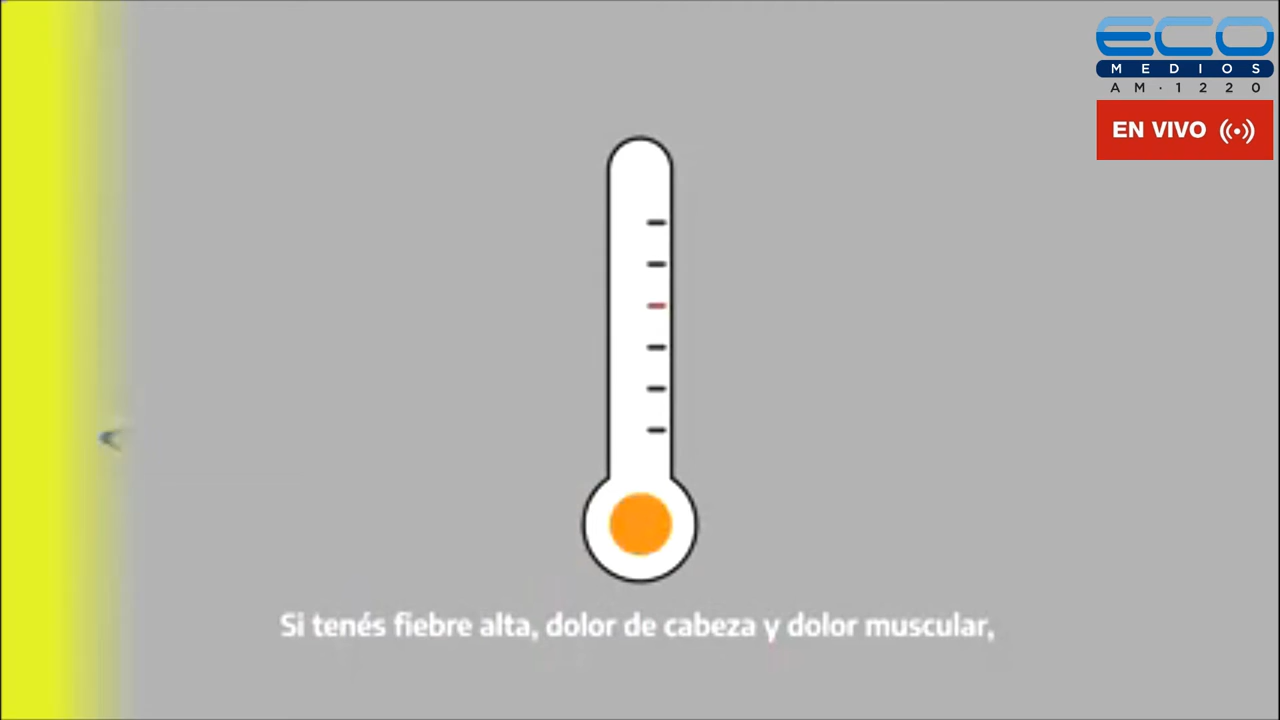 ECO
MEDIOS
AM·1220
EN VIVO
Si tenés fiebre alta, dolor de cabeza y dolor muscular,